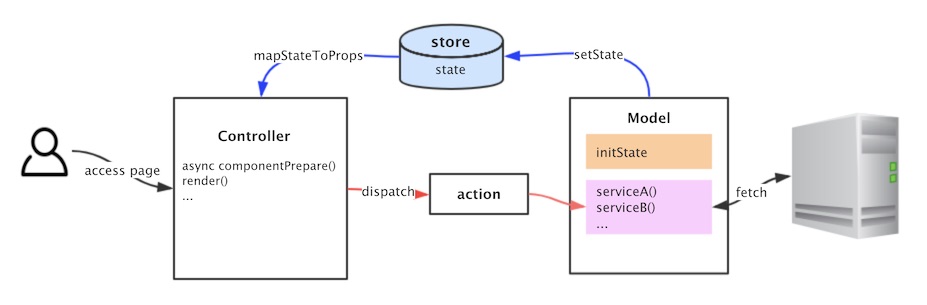 store
state
mapStateToProps
setState
Controller
async componentPrepare()
render()
...
access page
dispatch
action
Model
initState
serviceA()
serviceB()
...
fetch